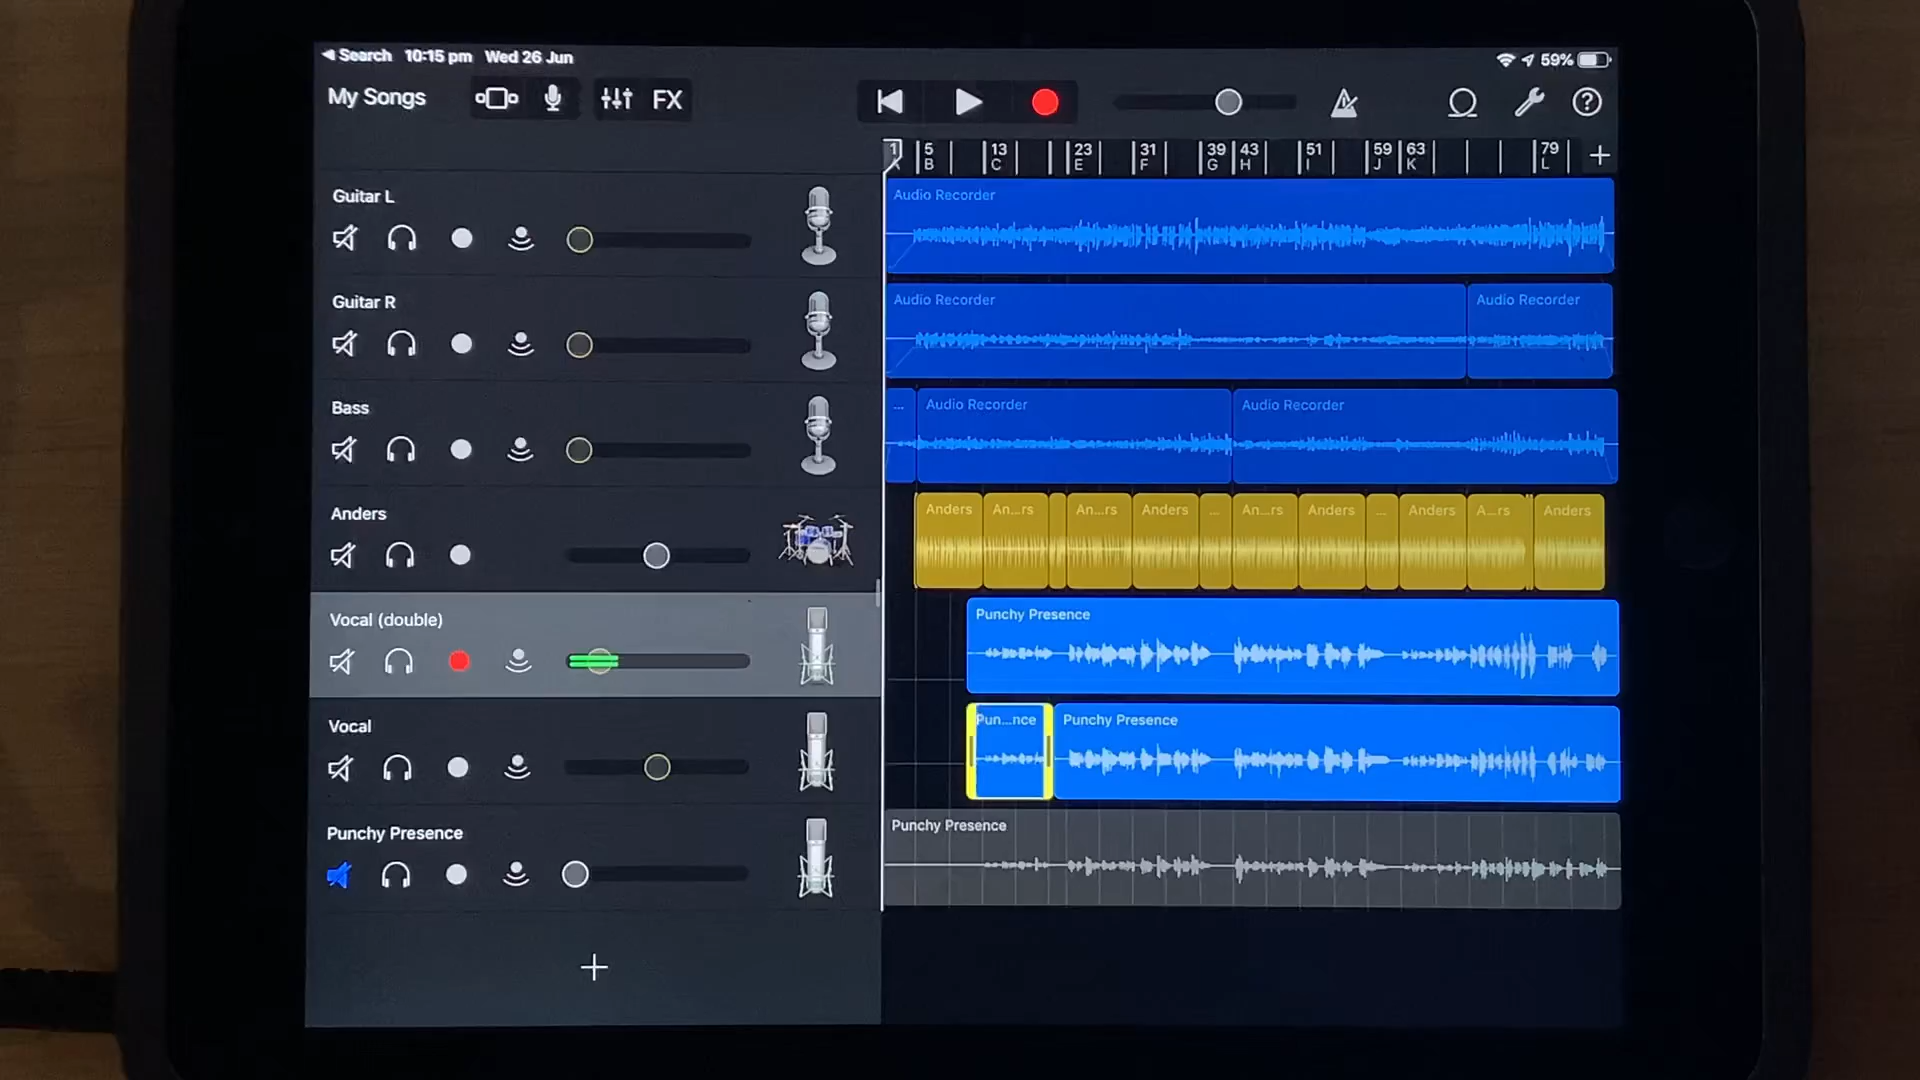 ◀ Search 10:15 pm Wed 26 Jun
59%
My Songs
FX
1 5 13 23 31 39 43 51 59 63 79
A B C E F G H I J K L
Guitar L
Audio Recorder
Guitar R
Audio Recorder Audio Recorder
Bass
... Audio Recorder Audio Recorder
Anders
Anders An...rs An...rs Anders ... An...rs Anders ... Anders A...rs Anders
Vocal (double)
Punchy Presence
Vocal
Pun...nce Punchy Presence
Punchy Presence
Punchy Presence